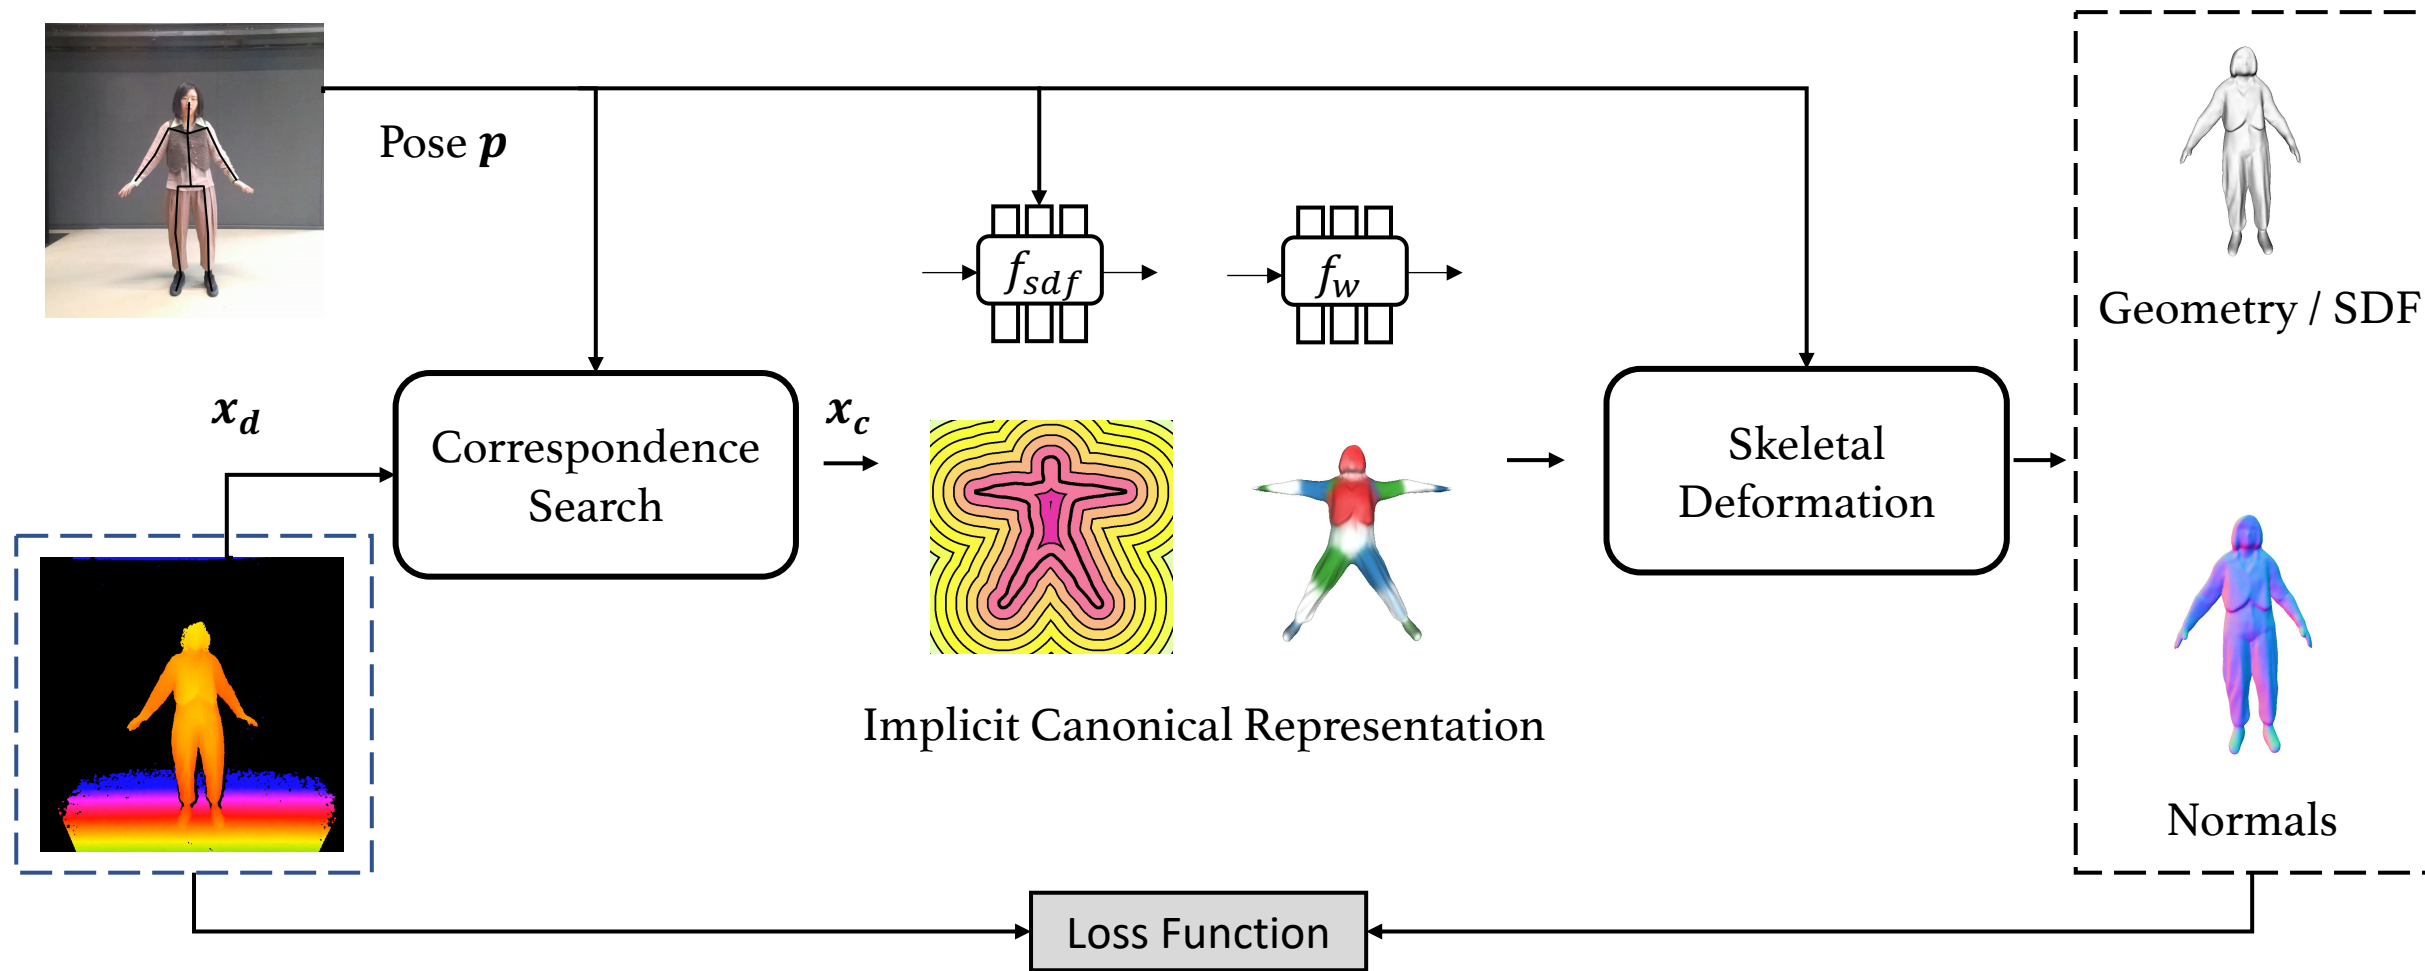 Pose p
f_sdf
f_w
Geometry / SDF
x_d
x_c
Correspondence
Search
Skeletal
Deformation
Implicit Canonical Representation
Normals
Loss Function